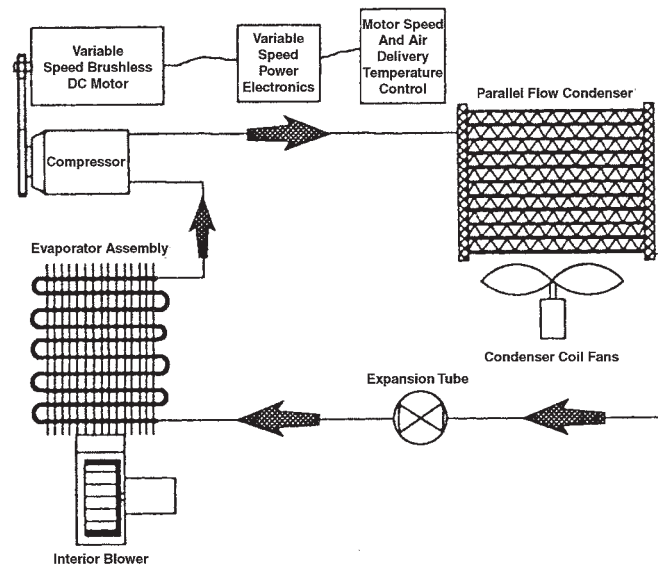 Variable
Speed Brushless
DC Motor
Variable
Speed
Power
Electronics
Motor Speed
And Air
Delivery
Temperature
Control
Parallel Flow Condenser
Compressor
Evaporator Assembly
Condenser Coil Fans
Expansion Tube
Interior Blower